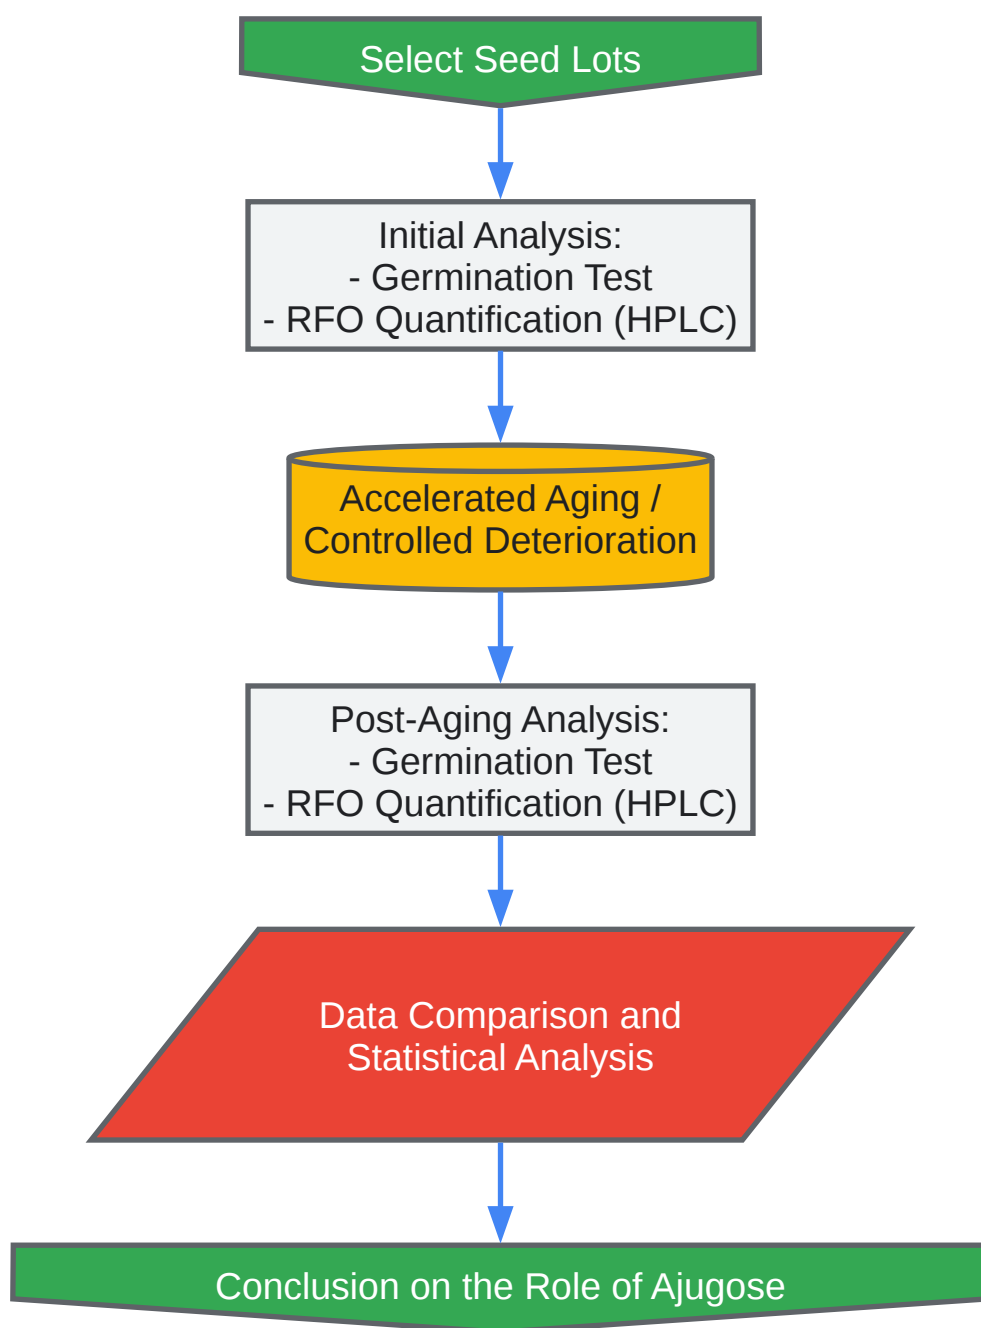 Select Seed Lots
Initial Analysis:
- Germination Test
- RFO Quantification (HPLC)
Accelerated Aging /
Controlled Deterioration
Post-Aging Analysis:
- Germination Test
- RFO Quantification (HPLC)
Data Comparison and
Statistical Analysis
Conclusion on the Role of Ajugose